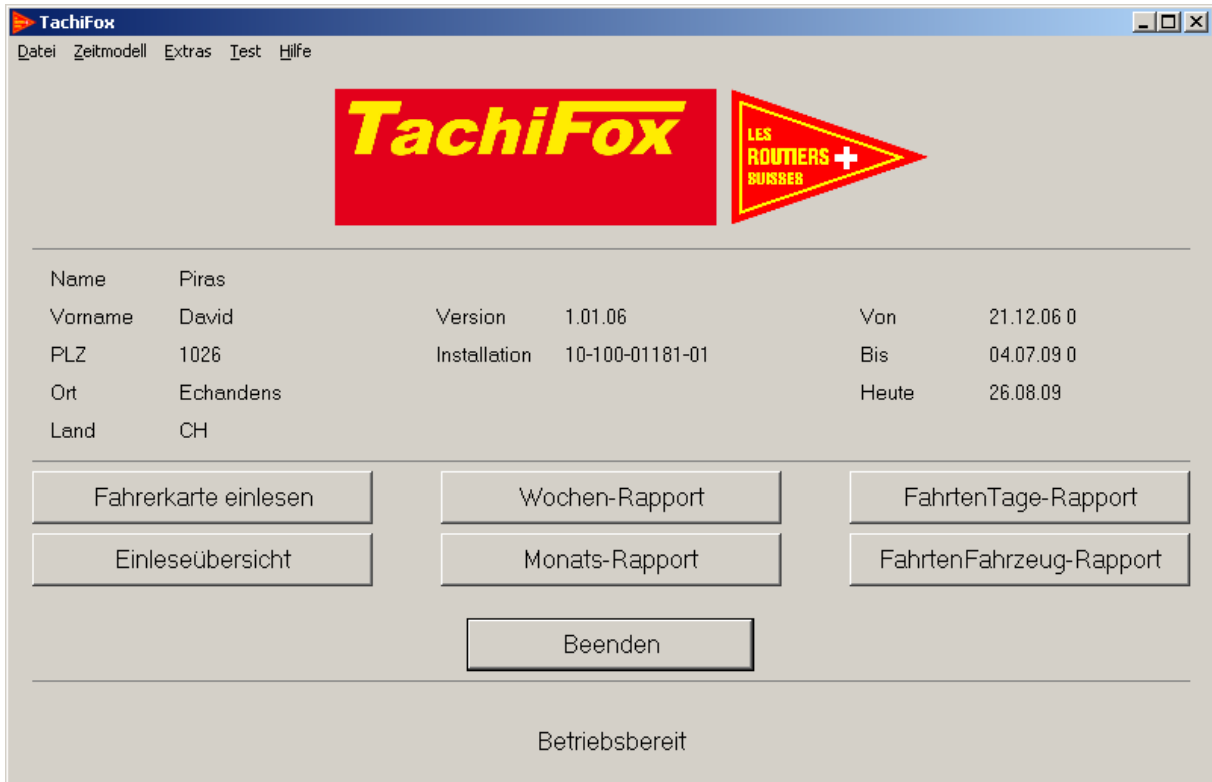 TachiFox
Datei Zeitmodell Extras Test Hilfe
TachiFox
LES
ROUTIERS
SUISSES
Name Piras
Vorname David Version 1.01.06 Von 21.12.06 0
PLZ 1026 Installation 10-100-01181-01 Bis 04.07.09 0
Ort Echandens Heute 26.08.09
Land CH
Fahrerkarte einlesen Wochen-Rapport FahrtenTage-Rapport
Einleseübersicht Monats-Rapport FahrtenFahrzeug-Rapport
Beenden
Betriebsbereit